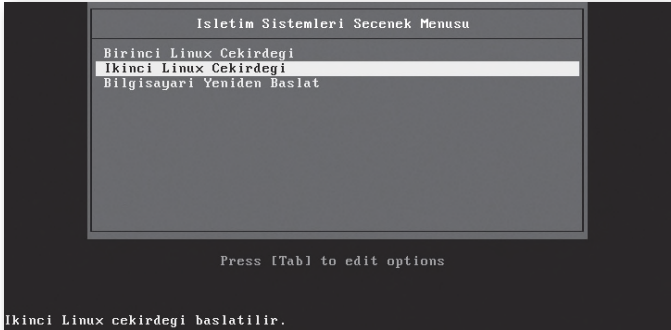 Isletim Sistemleri Secenek Menusu
Birinci Linux Cekirdegi
Ikinci Linux Cekirdegi
Bilgisayari Yeniden Baslat
Press [Tab] to edit options
Ikinci Linux cekirdegi baslatilir.